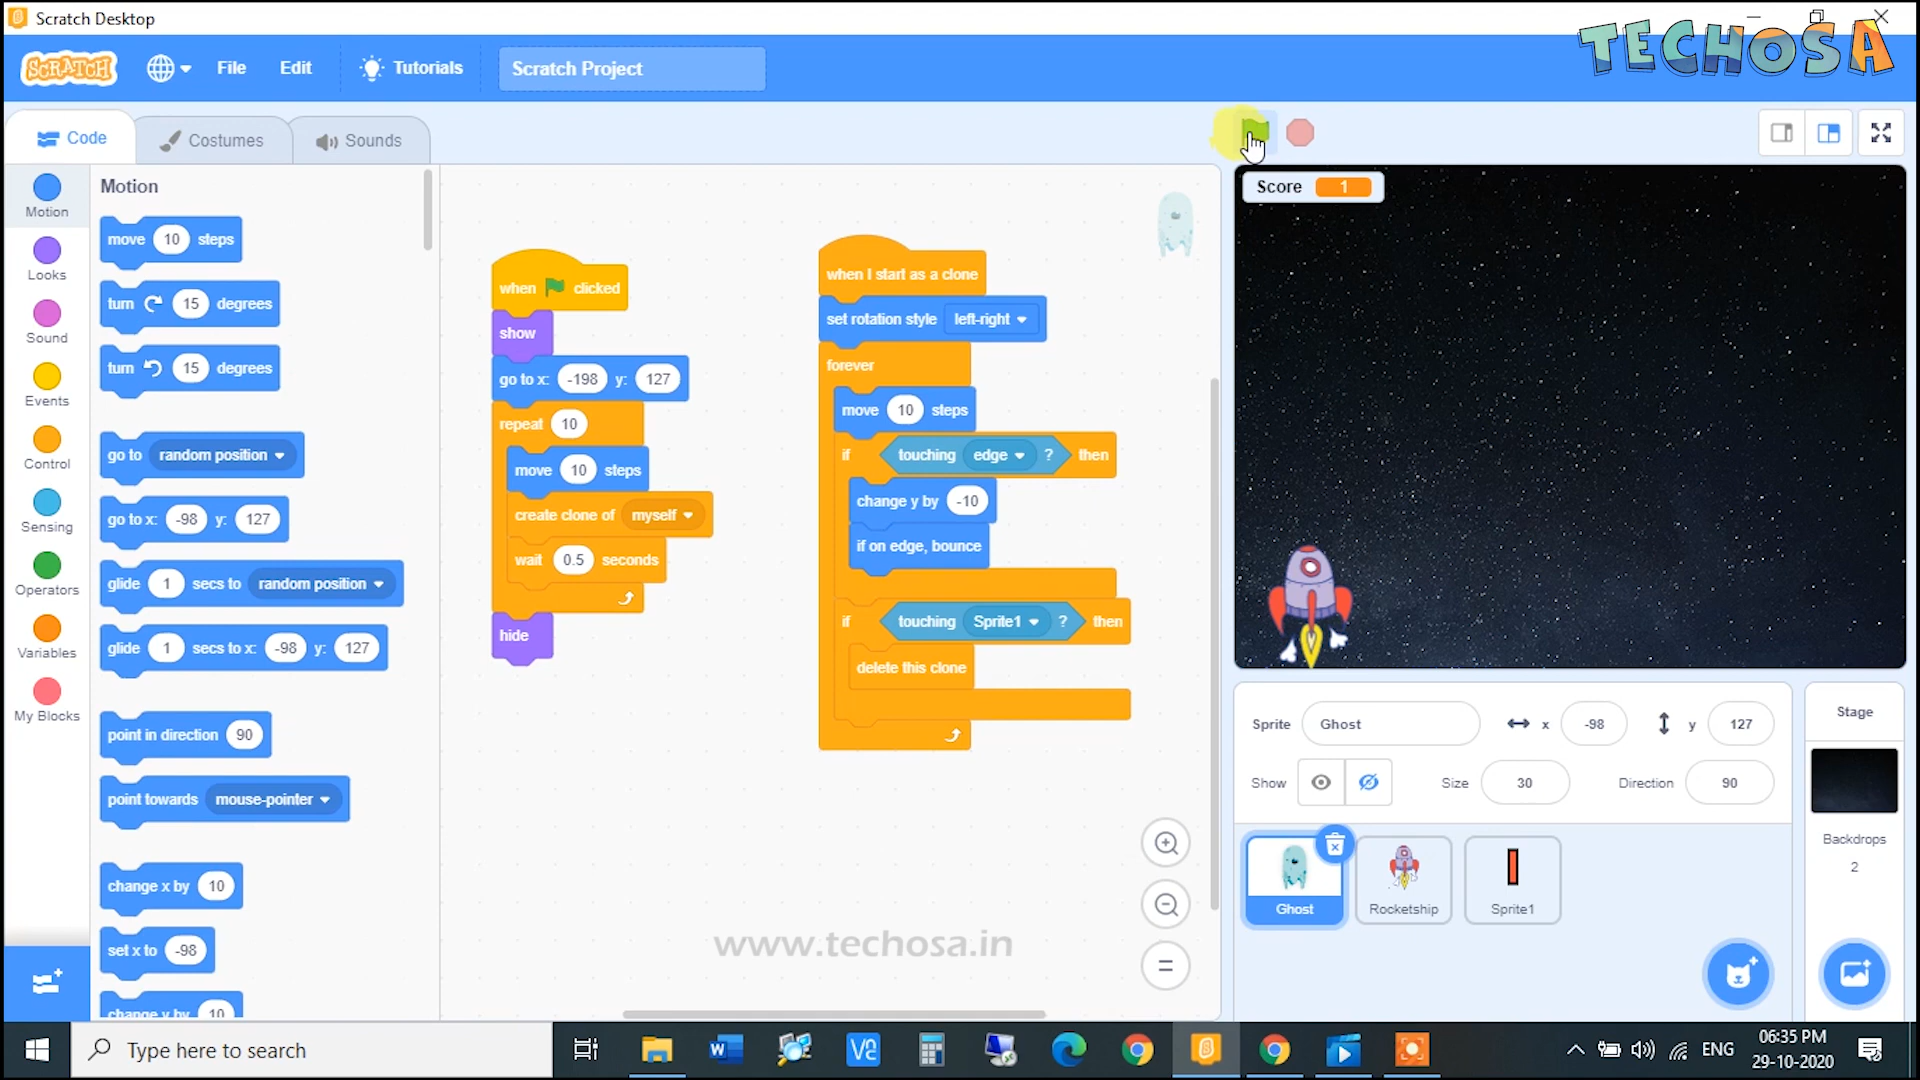 Scratch Desktop
TECHOSA
SCRATCH
File
Edit
Tutorials
Scratch Project
Code
Costumes
Sounds
Motion
Looks
Sound
Events
Control
Sensing
Operators
Variables
My Blocks
Motion
move 10 steps
turn 15 degrees
turn 15 degrees
go to random position
go to x: -98 y: 127
glide 1 secs to random position
glide 1 secs to x: -98 y: 127
point in direction 90
point towards mouse-pointer
change x by 10
set x to -98
change y by 10
when clicked
show
go to x: -198 y: 127
repeat 10
move 10 steps
create clone of myself
wait 0.5 seconds
hide
when I start as a clone
set rotation style left-right
forever
move 10 steps
if touching edge ? then
change y by -10
if on edge, bounce
if touching Sprite1 ? then
delete this clone
www.techosa.in
Score 1
Sprite Ghost x -98 y 127
Show Size 30 Direction 90
Ghost
Rocketship
Sprite1
Stage
Backdrops
2
Type here to search
ENG
06:35 PM
29-10-2020